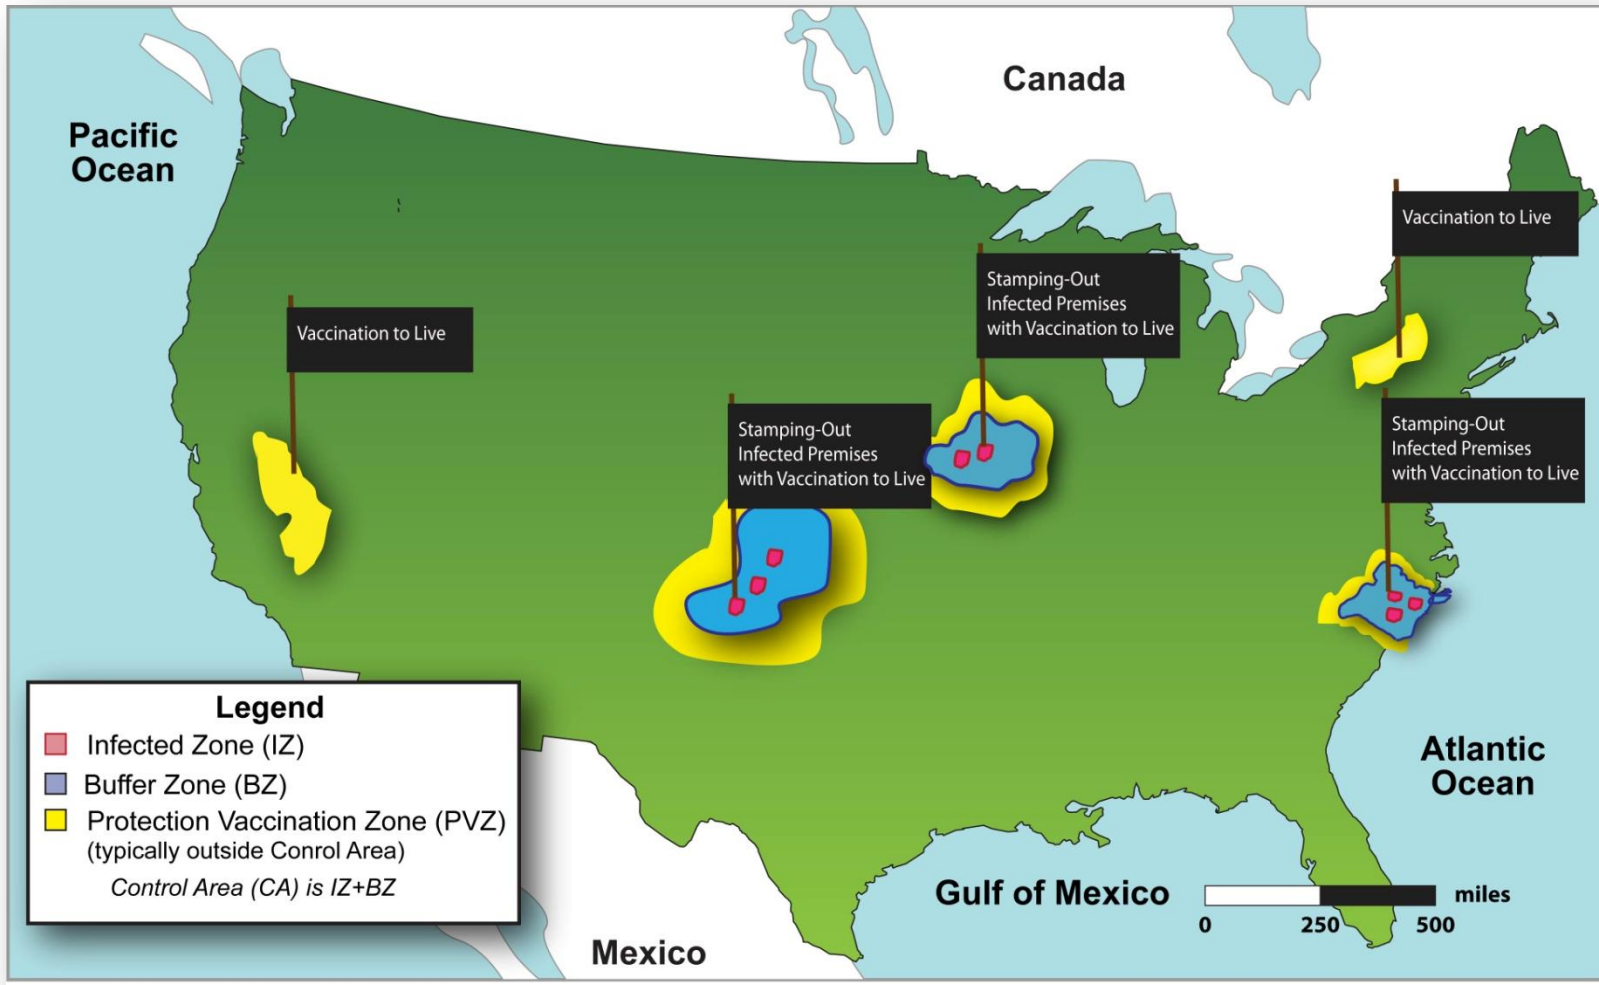 Canada
Pacific
Ocean
Vaccination to Live
Stamping-Out
Infected Premises
with Vaccination to Live
Vaccination to Live
Stamping-Out
Infected Premises
with Vaccination to Live
Stamping-Out
Infected Premises
with Vaccination to Live
Legend
Infected Zone (IZ)
Buffer Zone (BZ)
Protection Vaccination Zone (PVZ)
(typically outside Conrol Area)
Control Area (CA) is IZ+BZ
Atlantic
Ocean
Gulf of Mexico
miles
0 250 500
Mexico